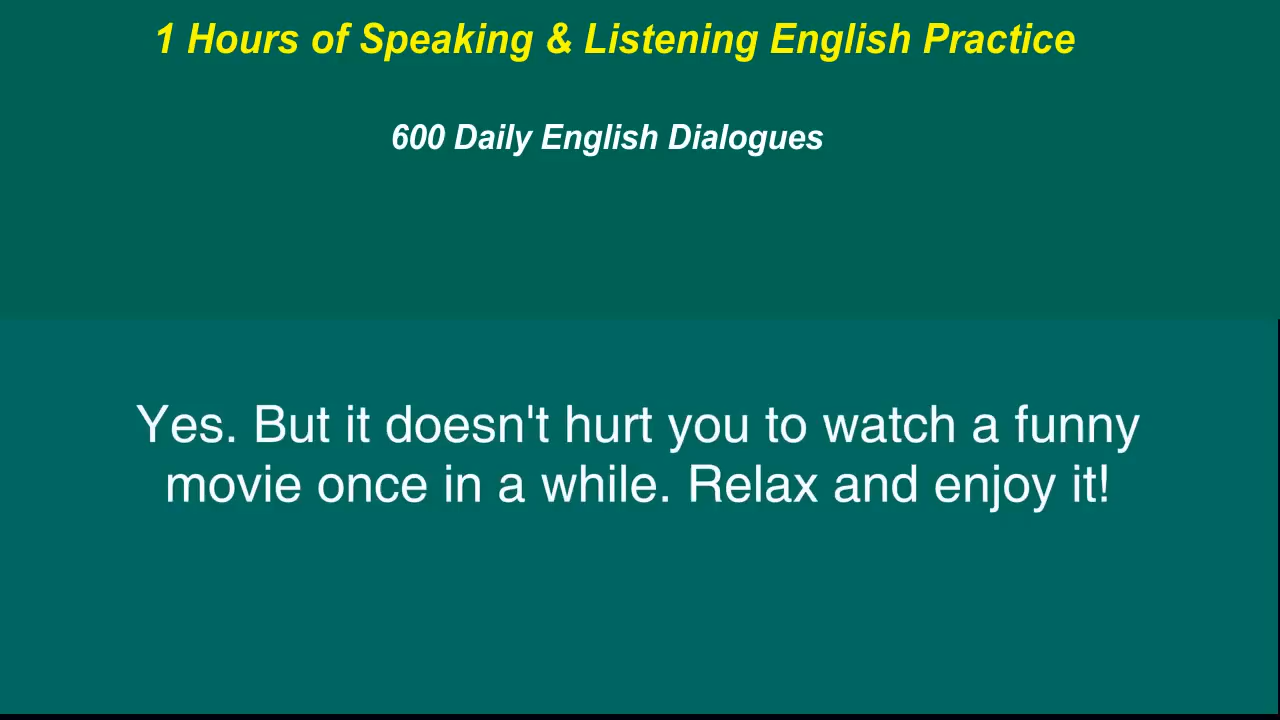 1 Hours of Speaking & Listening English Practice
600 Daily English Dialogues
Yes. But it doesn't hurt you to watch a funny
movie once in a while. Relax and enjoy it!